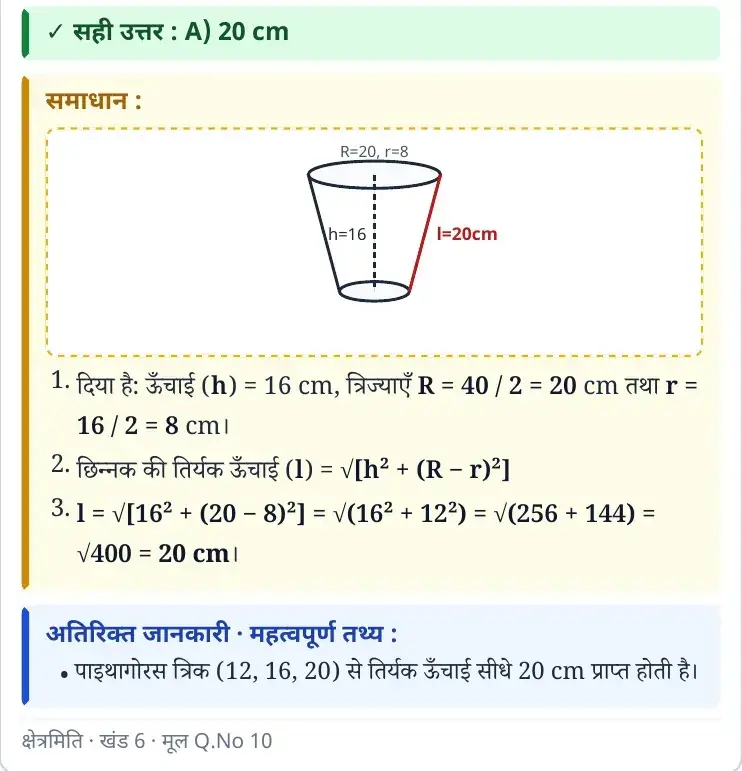 ✓ सही उत्तर : A) 20 cm
समाधान :
R=20, r=8
h=16
l=20cm
1. दिया है: ऊँचाई (h) = 16 cm, त्रिज्याएँ R = 40 / 2 = 20 cm तथा r =
16 / 2 = 8 cm।
2. छिन्नक की तिर्यक ऊँचाई (l) = √[h² + (R − r)²]
3. l = √[16² + (20 − 8)²] = √(16² + 12²) = √(256 + 144) =
√400 = 20 cm।
अतिरिक्त जानकारी · महत्वपूर्ण तथ्य :
• पाइथागोरस त्रिक (12, 16, 20) से तिर्यक ऊँचाई सीधे 20 cm प्राप्त होती है।
क्षेत्रमिति · खंड 6 · मूल Q.No 10